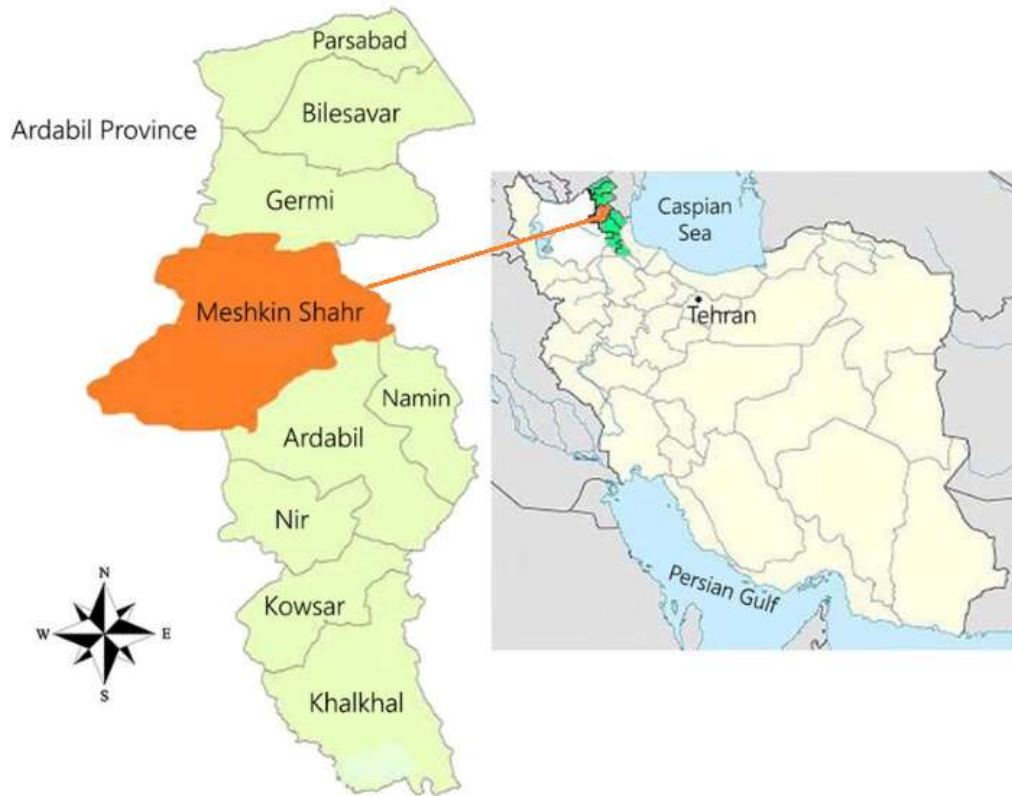 Parsabad
Bilesavar
Ardabil Province
Germi
Meshkin Shahr
Namin
Ardabil
Nir
Kowsar
Khalkhal
N
W
E
S
Caspian
Sea
Tehran
Persian Gulf